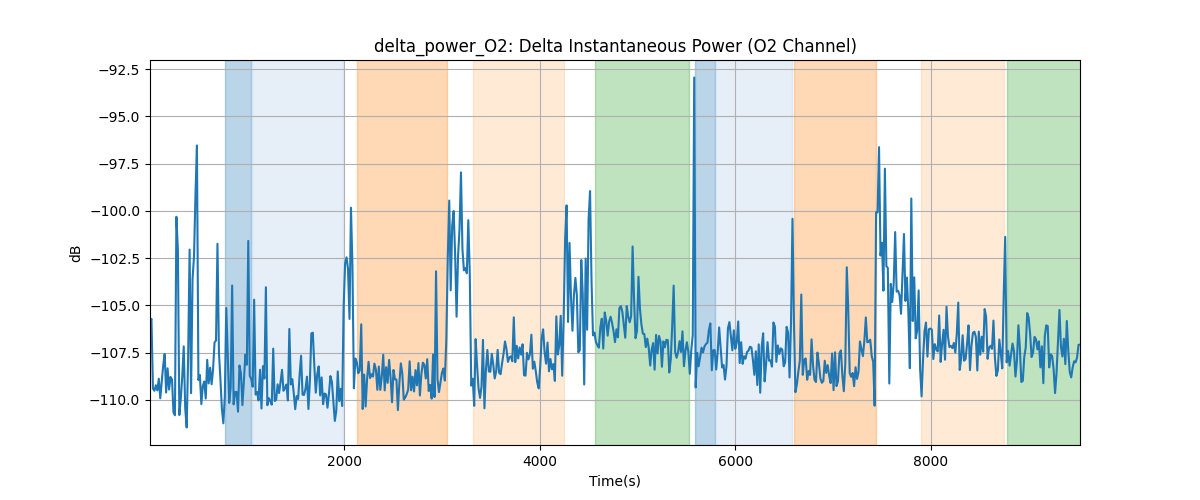 delta_power_O2: Delta Instantaneous Power (O2 Channel)
−92.5
−95.0
−97.5
−100.0
−102.5
−105.0
−107.5
−110.0
dB
2000 4000 6000 8000
Time(s)